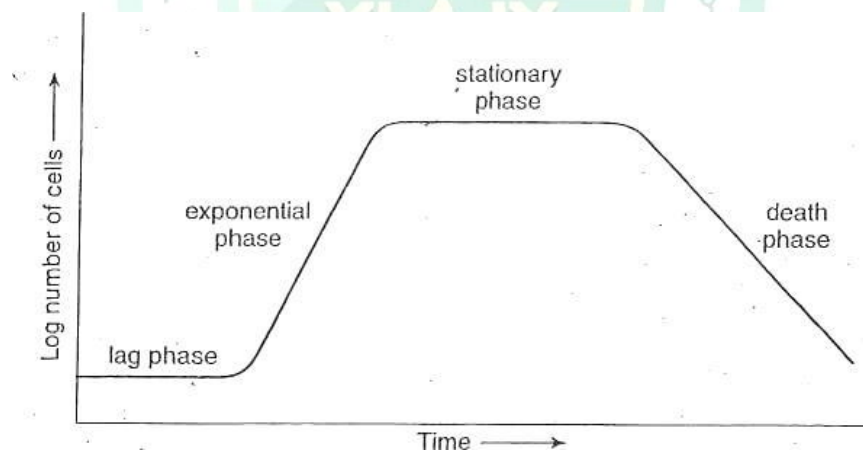 stationary
phase
exponential
phase
death
phase
lag phase
Log number of cells
Time